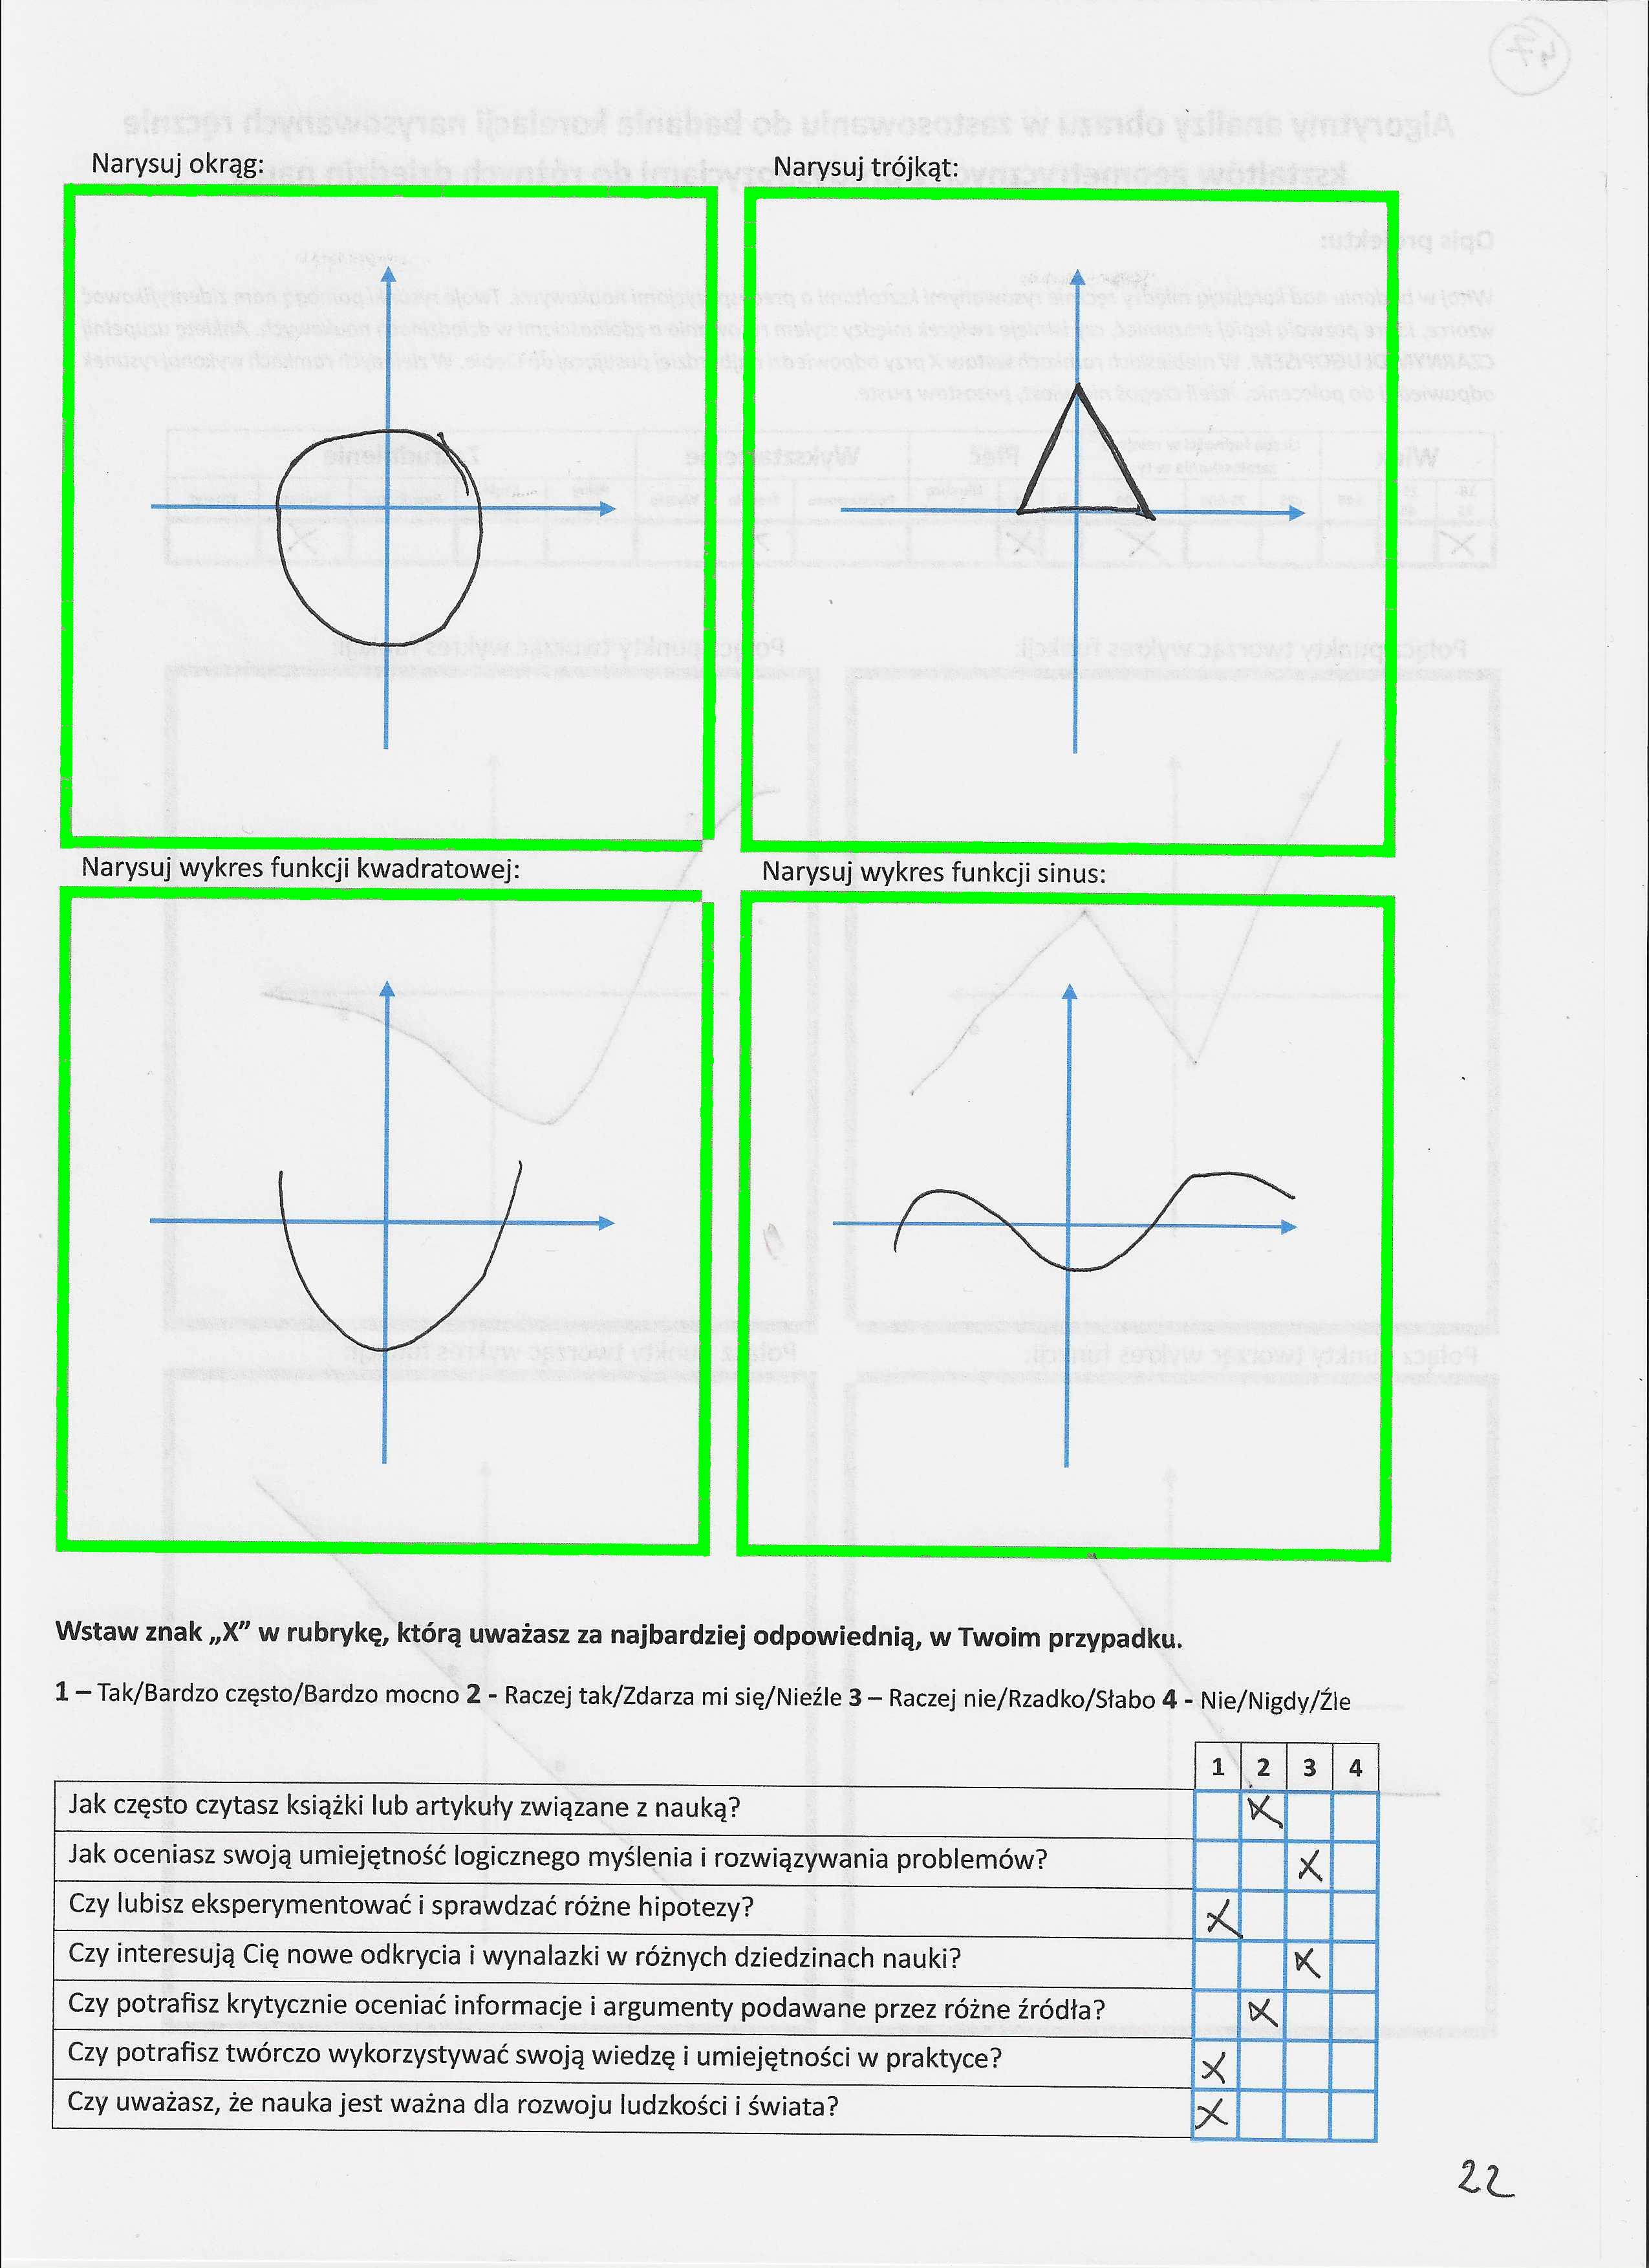 Narysuj okrąg:
Narysuj trójkąt:
Narysuj wykres funkcji kwadratowej:
Narysuj wykres funkcji sinus:
Wstaw znak „X” w rubrykę, którą uważasz za najbardziej odpowiednią, w Twoim przypadku.
1 – Tak/Bardzo często/Bardzo mocno 2 - Raczej tak/Zdarza mi się/Nieźle 3 – Raczej nie/Rzadko/Słabo 4 - Nie/Nigdy/Źle
1 2 3 4
Jak często czytasz książki lub artykuły związane z nauką? X
Jak oceniasz swoją umiejętność logicznego myślenia i rozwiązywania problemów? X
Czy lubisz eksperymentować i sprawdzać różne hipotezy? X
Czy interesują Cię nowe odkrycia i wynalazki w różnych dziedzinach nauki? X
Czy potrafisz krytycznie oceniać informacje i argumenty podawane przez różne źródła? X
Czy potrafisz twórczo wykorzystywać swoją wiedzę i umiejętności w praktyce? X
Czy uważasz, że nauka jest ważna dla rozwoju ludzkości i świata? X
22